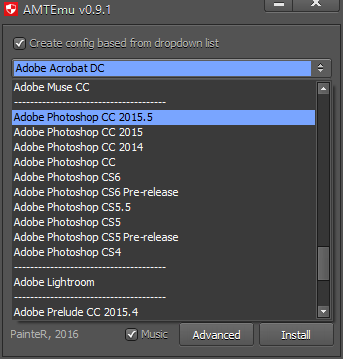 AMTEmu v0.9.1
Create config based from dropdown list
Adobe Acrobat DC
Adobe Muse CC
--------------------------------------
Adobe Photoshop CC 2015.5
Adobe Photoshop CC 2015
Adobe Photoshop CC 2014
Adobe Photoshop CC
Adobe Photoshop CS6
Adobe Photoshop CS6 Pre-release
Adobe Photoshop CS5.5
Adobe Photoshop CS5
Adobe Photoshop CS5 Pre-release
Adobe Photoshop CS4
--------------------------------------
Adobe Lightroom
--------------------------------------
Adobe Prelude CC 2015.4
PainteR, 2016 Music Advanced Install